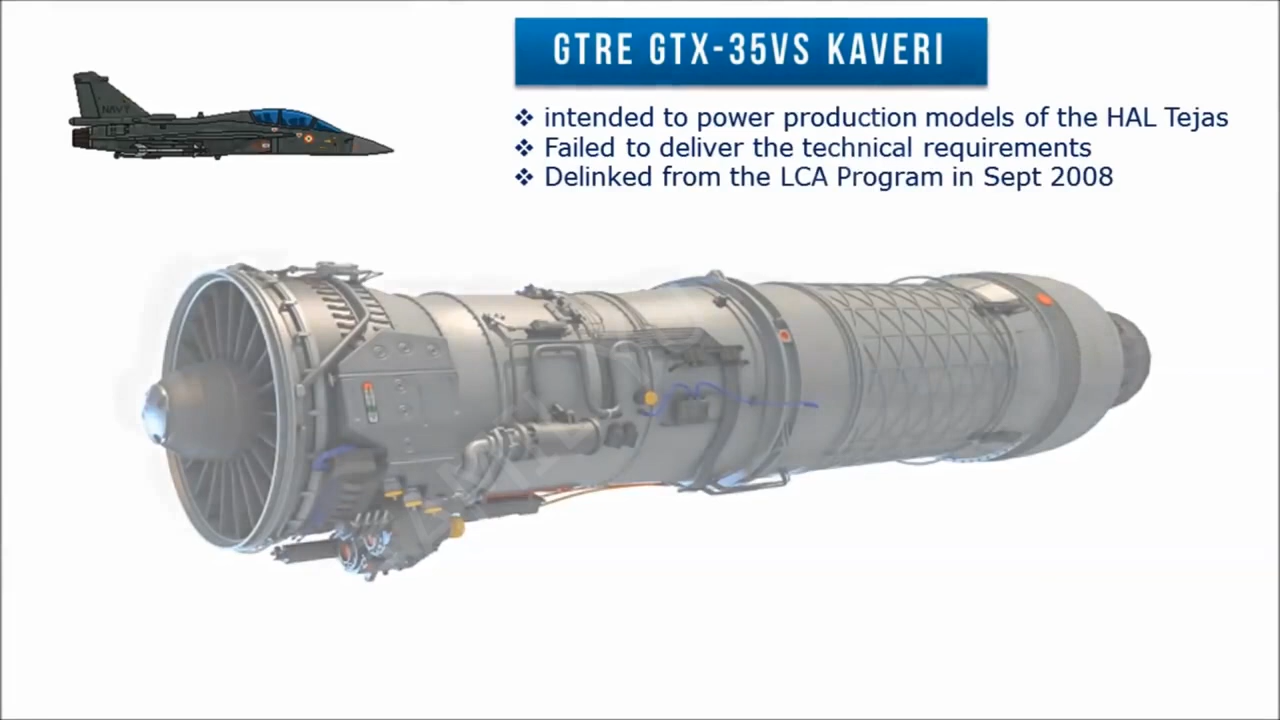 GTRE GTX-35VS KAVERI
❖ intended to power production models of the HAL Tejas
❖ Failed to deliver the technical requirements
❖ Delinked from the LCA Program in Sept 2008
NAVY